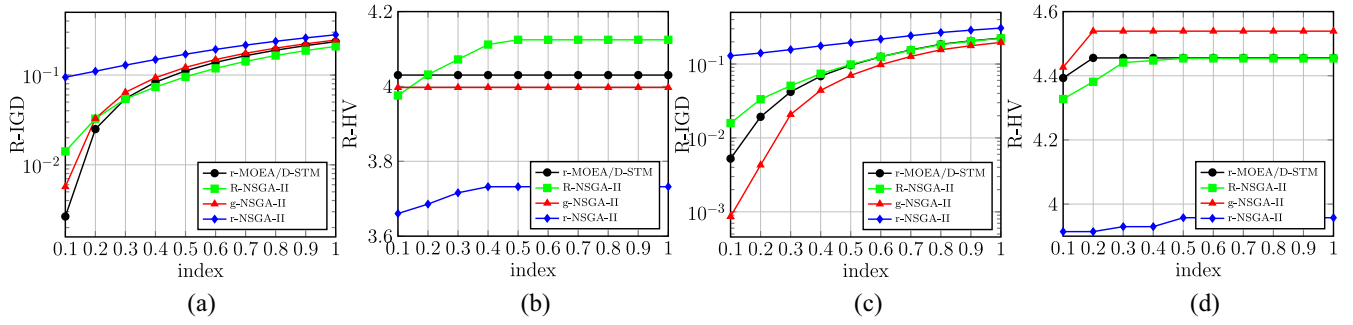 R-IGD
10⁻¹
10⁻²
0.1 0.2 0.3 0.4 0.5 0.6 0.7 0.8 0.9 1
index
r-MOEA/D-STM
R-NSGA-II
g-NSGA-II
r-NSGA-II
(a)
R-HV
4.2
4
3.8
3.6
0.1 0.2 0.3 0.4 0.5 0.6 0.7 0.8 0.9 1
index
r-MOEA/D-STM
R-NSGA-II
g-NSGA-II
r-NSGA-II
(b)
R-IGD
10⁻¹
10⁻²
10⁻³
0.1 0.2 0.3 0.4 0.5 0.6 0.7 0.8 0.9 1
index
r-MOEA/D-STM
R-NSGA-II
g-NSGA-II
r-NSGA-II
(c)
R-HV
4.6
4.4
4.2
4
0.1 0.2 0.3 0.4 0.5 0.6 0.7 0.8 0.9 1
index
r-MOEA/D-STM
R-NSGA-II
g-NSGA-II
r-NSGA-II
(d)